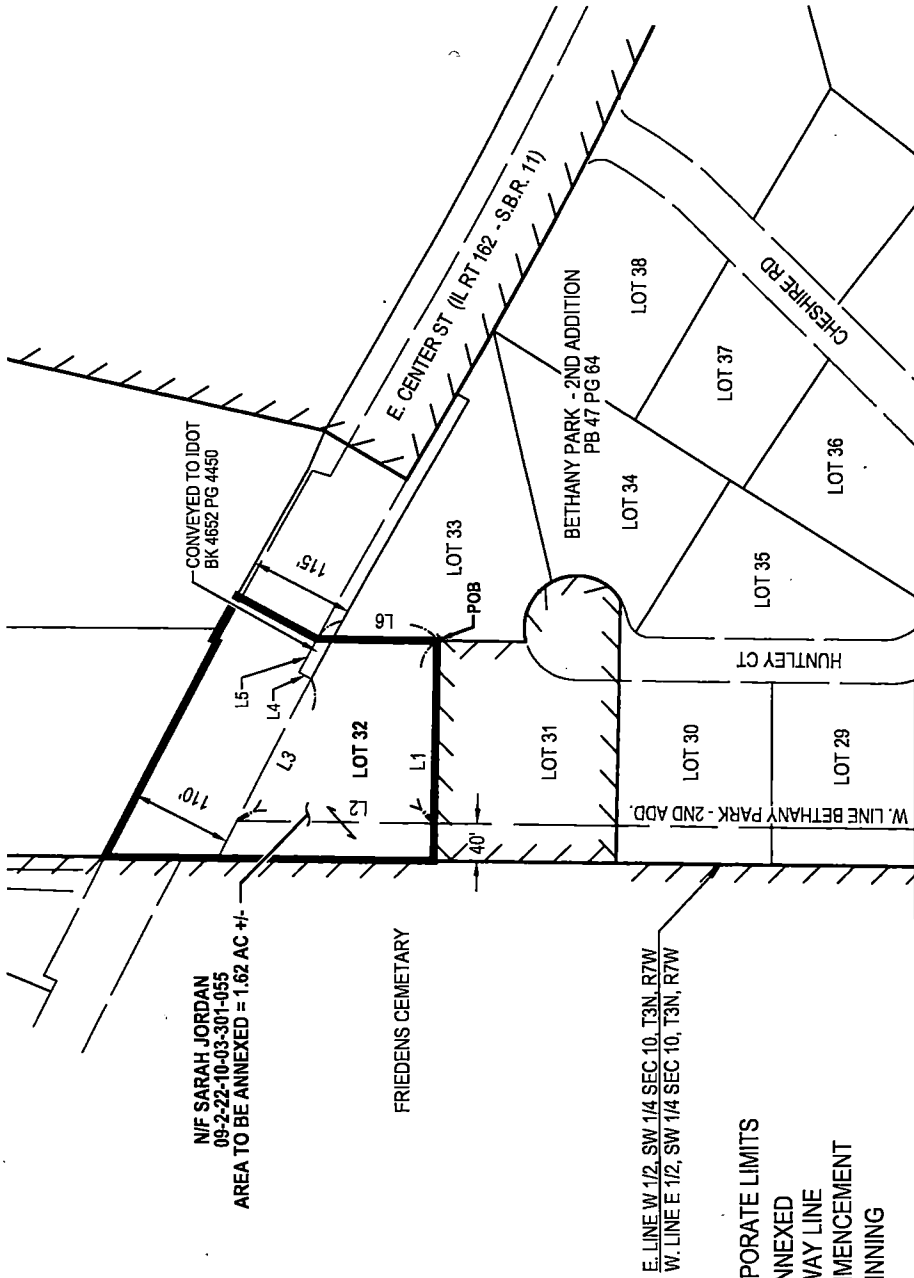 CONVEYED TO IDOT
BK 4652 PG 4450
E. CENTER ST (IL RT 162 - S.B.R. 11)
115'
110'
L5
L4
L3
L6
POB
LOT 32
L2
L1
40'
LOT 33
BETHANY PARK - 2ND ADDITION
PB 47 PG 64
LOT 38
LOT 37
LOT 36
LOT 34
LOT 35
CHESHIRE RD
HUNTLEY CT
LOT 31
LOT 30
LOT 29
W. LINE BETHANY PARK - 2ND ADD.
N/F SARAH JORDAN
09-2-22-10-03-301-055
AREA TO BE ANNEXED = 1.62 AC +/-
FRIEDENS CEMETARY
E. LINE W 1/2, SW 1/4 SEC 10, T3N, R7W
W. LINE E 1/2, SW 1/4 SEC 10, T3N, R7W
PORATE LIMITS
NNEXED
WAY LINE
MENCEMENT
INNING